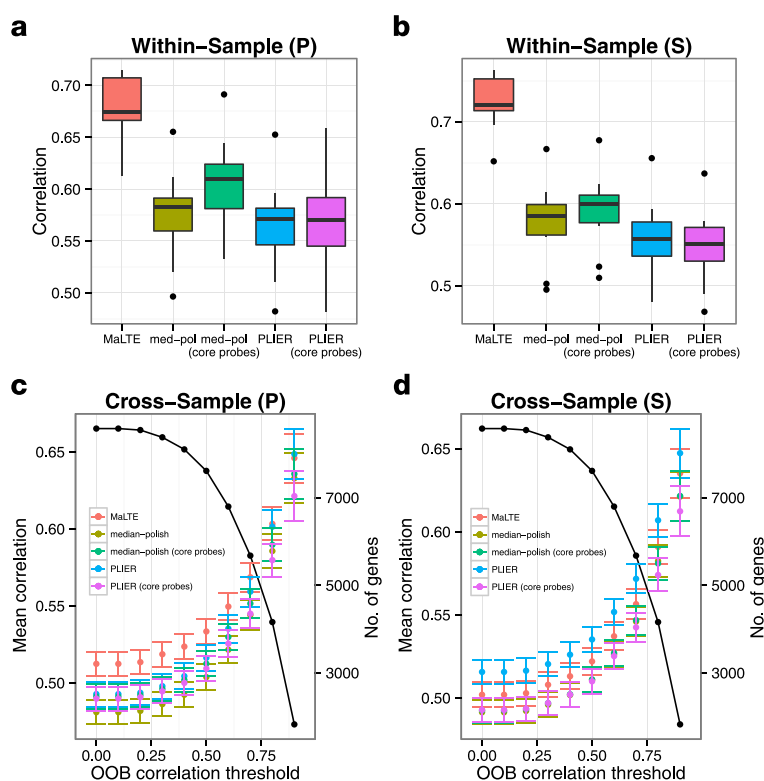 a
Within−Sample (P)
Correlation
0.70
0.65
0.60
0.55
0.50
MaLTE
med−pol
med−pol
(core probes)
PLIER
PLIER
(core probes)
b
Within−Sample (S)
Correlation
0.7
0.6
0.5
MaLTE
med−pol
med−pol
(core probes)
PLIER
PLIER
(core probes)
c
Cross−Sample (P)
Mean correlation
0.65
0.60
0.55
0.50
MaLTE
median−polish
median−polish (core probes)
PLIER
PLIER (core probes)
7000
5000
3000
No. of genes
0.00
0.25
0.50
0.75
OOB correlation threshold
d
Cross−Sample (S)
Mean correlation
0.65
0.60
0.55
0.50
MaLTE
median−polish
median−polish (core probes)
PLIER
PLIER (core probes)
7000
5000
3000
No. of genes
0.00
0.25
0.50
0.75
OOB correlation threshold